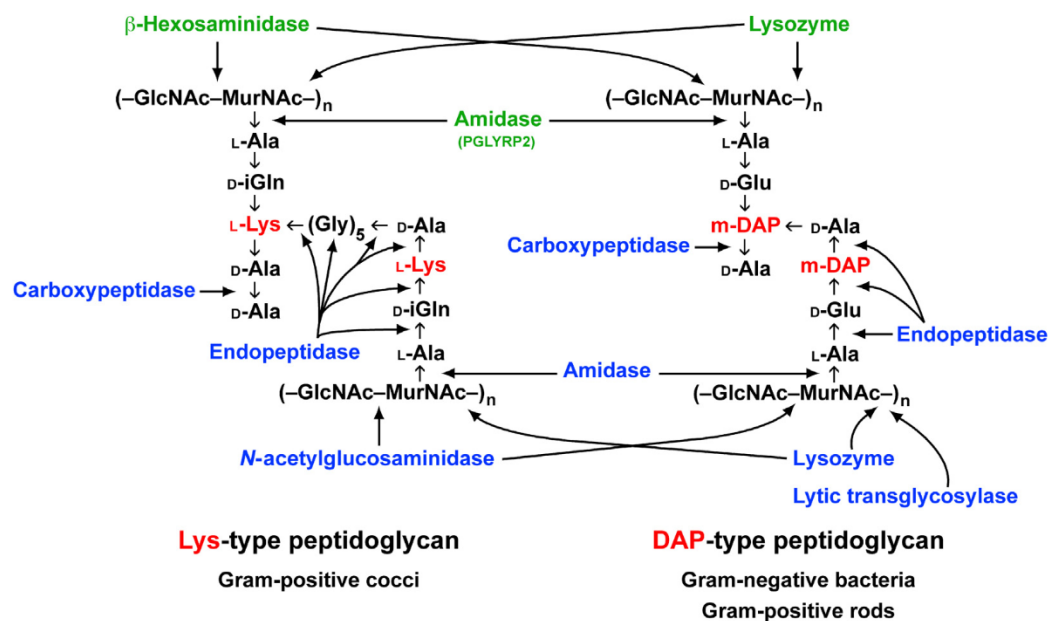 β-Hexosaminidase Lysozyme
(–GlcNAc–MurNAc–)n (–GlcNAc–MurNAc–)n
↓ ↓
L-Ala Amidase L-Ala
(PGLYRP2)
↓ ↓
D-iGln D-Glu
↓ ↓
L-Lys ← (Gly)5 ← D-Ala m-DAP ← D-Ala
↓ ↑ Carboxypeptidase ↓ ↑
D-Ala L-Lys D-Ala m-DAP
Carboxypeptidase ↓ ↑ ↑
D-Ala D-iGln D-Glu
Endopeptidase ↑ ↑ Endopeptidase
L-Ala L-Ala
↑ Amidase ↑
(–GlcNAc–MurNAc–)n (–GlcNAc–MurNAc–)n
N-acetylglucosaminidase Lysozyme
Lytic transglycosylase
Lys-type peptidoglycan DAP-type peptidoglycan
Gram-positive cocci Gram-negative bacteria
Gram-positive rods